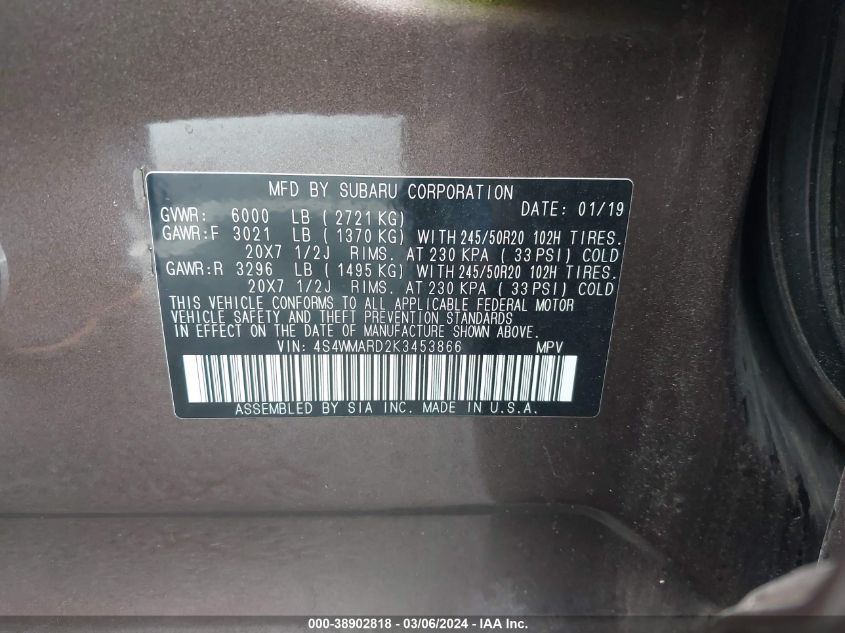 MFD BY SUBARU CORPORATION
GVWR: 6000 LB ( 2721 KG) DATE: 01/19
GAWR:F 3021 LB ( 1370 KG) WITH 245/50R20 102H TIRES.
20X7 1/2J RIMS. AT 230 KPA ( 33 PSI) COLD
GAWR:R 3296 LB ( 1495 KG) WITH 245/50R20 102H TIRES.
20X7 1/2J RIMS. AT 230 KPA ( 33 PSI) COLD
THIS VEHICLE CONFORMS TO ALL APPLICABLE FEDERAL MOTOR
VEHICLE SAFETY AND THEFT PREVENTION STANDARDS
IN EFFECT ON THE DATE OF MANUFACTURE SHOWN ABOVE.
VIN: 4S4WMARD2K3453866 MPV
ASSEMBLED BY SIA INC. MADE IN U.S.A.
000-38902818 - 03/06/2024 - IAA Inc.